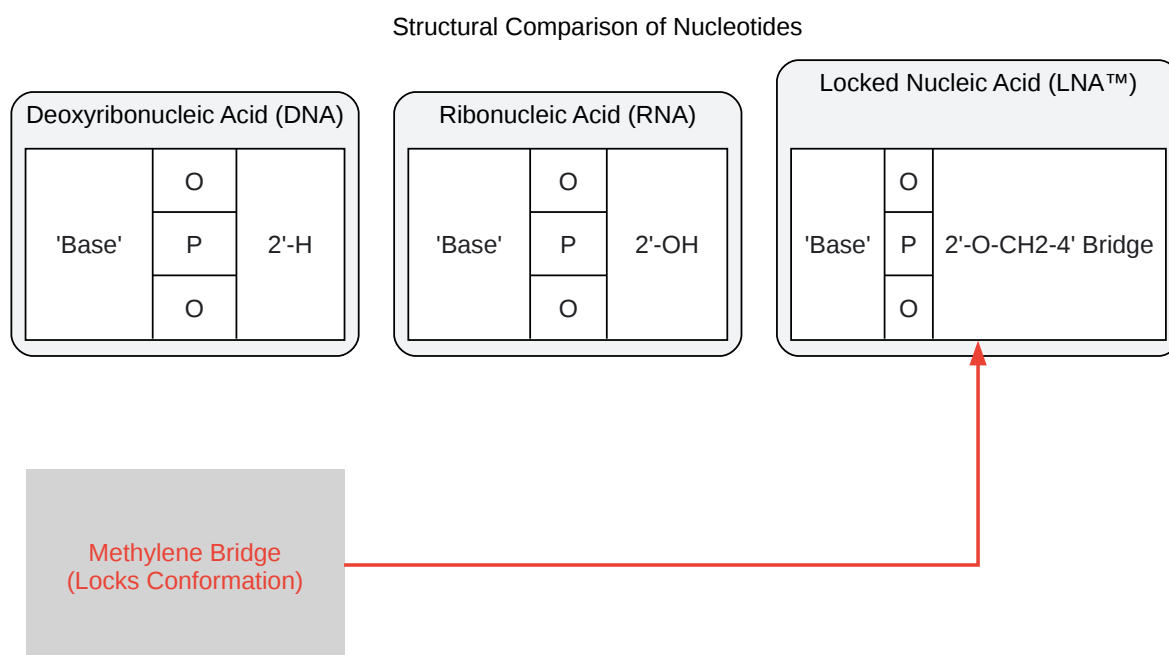 Structural Comparison of Nucleotides
Deoxyribonucleic Acid (DNA)
'Base'
O
P
O
2'-H
Ribonucleic Acid (RNA)
'Base'
O
P
O
2'-OH
Locked Nucleic Acid (LNA™)
'Base'
O
P
O
2'-O-CH2-4' Bridge
Methylene Bridge
(Locks Conformation)